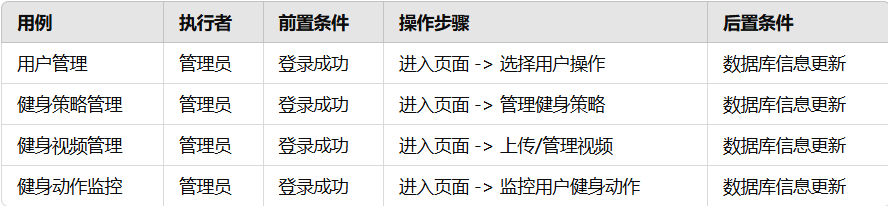 用例 执行者 前置条件 操作步骤 后置条件
用户管理 管理员 登录成功 进入页面 -> 选择用户操作 数据库信息更新
健身策略管理 管理员 登录成功 进入页面 -> 管理健身策略 数据库信息更新
健身视频管理 管理员 登录成功 进入页面 -> 上传/管理视频 数据库信息更新
健身动作监控 管理员 登录成功 进入页面 -> 监控用户健身动作 数据库信息更新